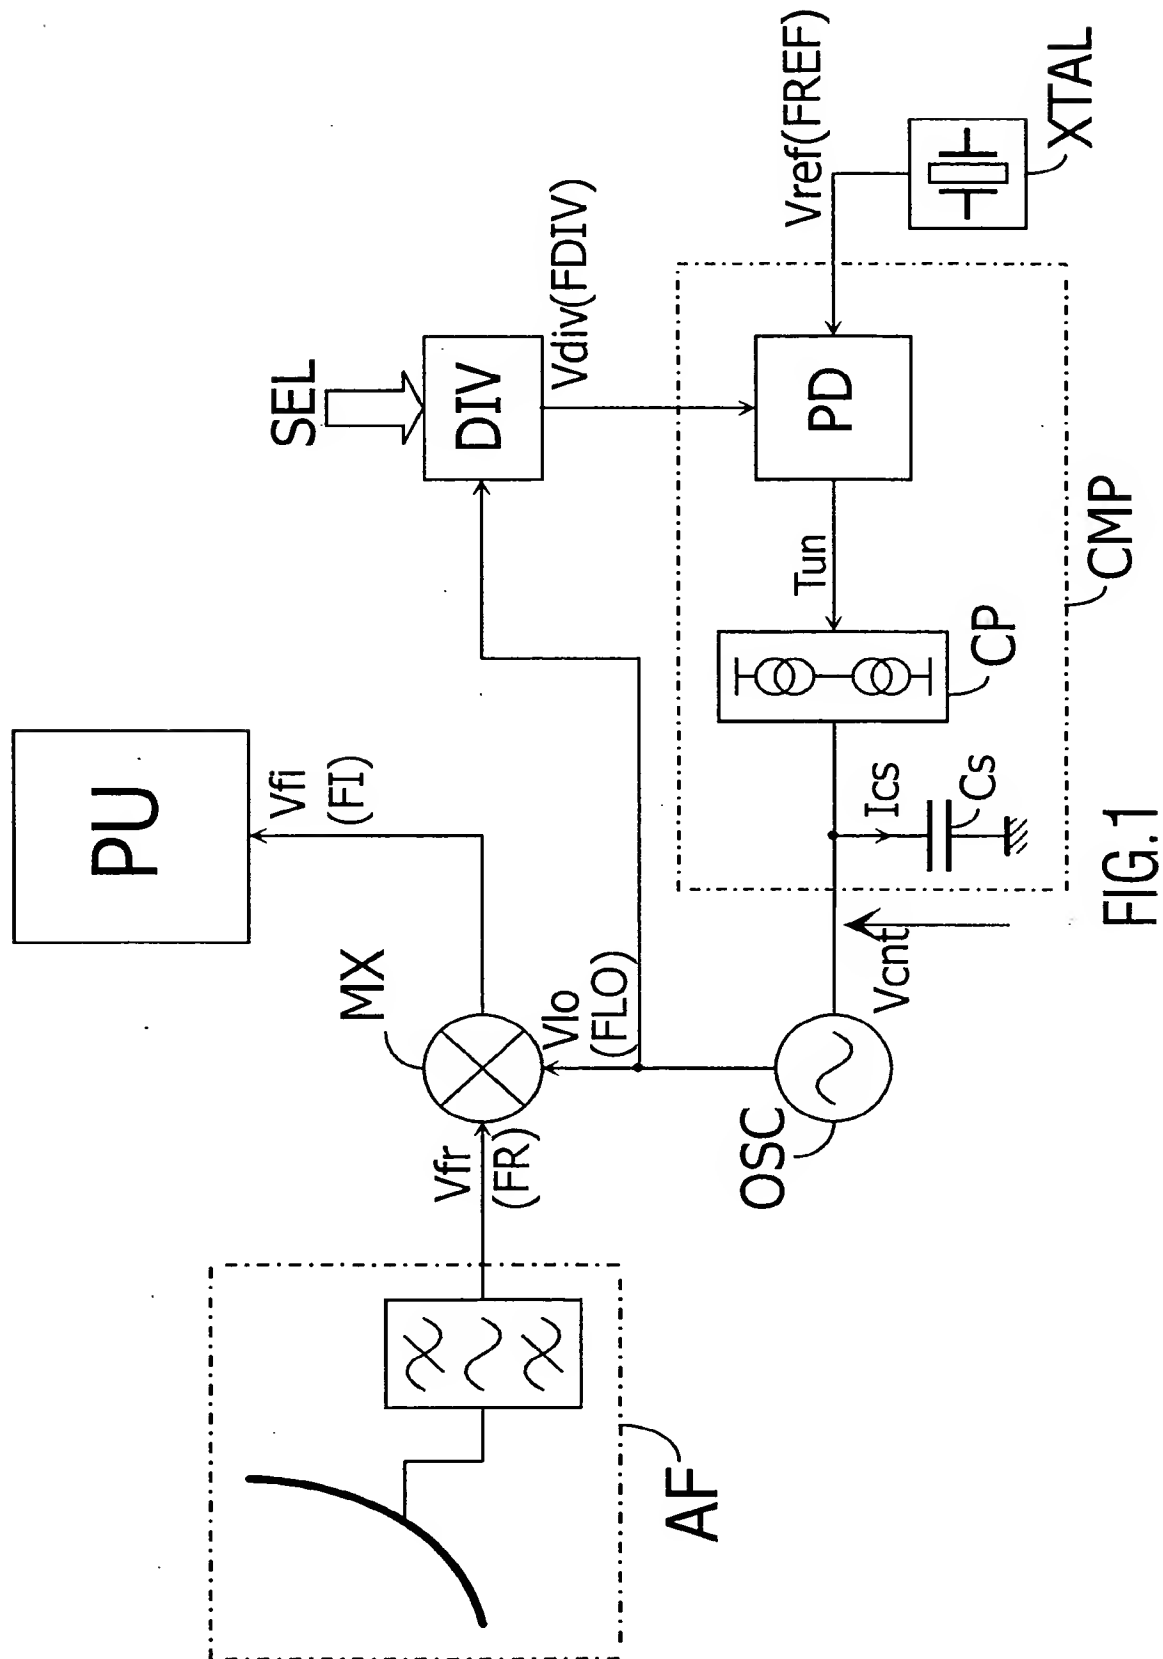 PU
Vfi
(FI)
SEL
MX
DIV
Vfr
(FR)
Vlo
(FLO)
Vdiv(FDIV)
AF
OSC
Vcnt
Ics
Cs
Tun
CP
PD
Vref(FREF)
XTAL
CMP
FIG.1